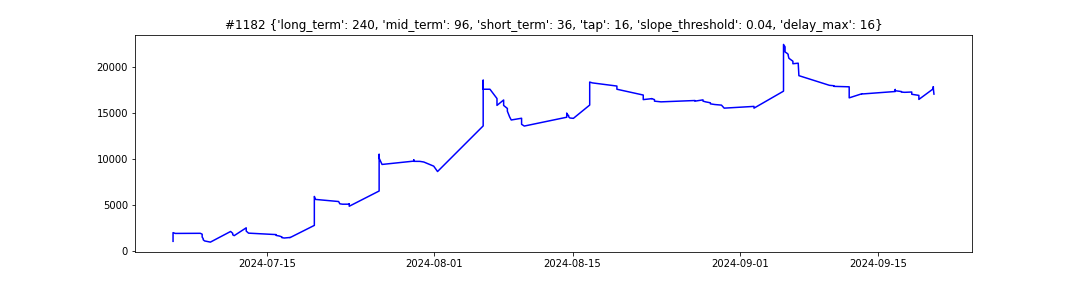 #1182 {'long_term': 240, 'mid_term': 96, 'short_term': 36, 'tap': 16, 'slope_threshold': 0.04, 'delay_max': 16}
20000
15000
10000
5000
0
2024-07-15 2024-08-01 2024-08-15 2024-09-01 2024-09-15